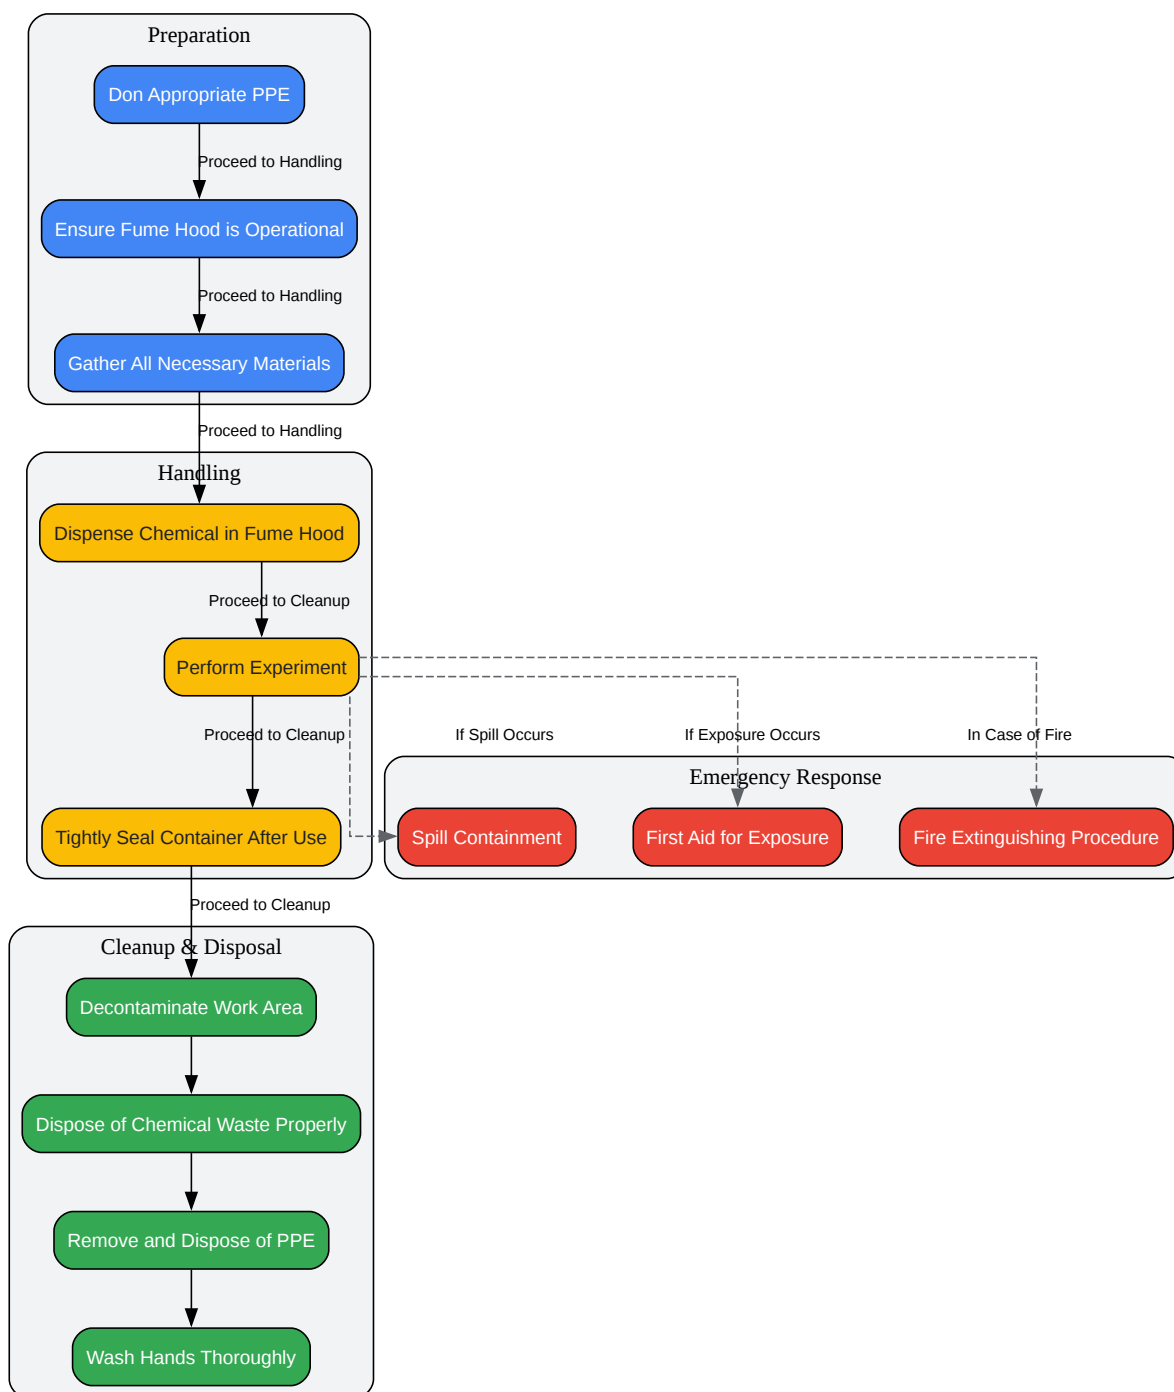 Preparation
Don Appropriate PPE
Proceed to Handling
Ensure Fume Hood is Operational
Proceed to Handling
Gather All Necessary Materials
Proceed to Handling
Handling
Dispense Chemical in Fume Hood
Proceed to Cleanup
Perform Experiment
Proceed to Cleanup
If Spill Occurs
If Exposure Occurs
In Case of Fire
Emergency Response
Tightly Seal Container After Use
Spill Containment
First Aid for Exposure
Fire Extinguishing Procedure
Proceed to Cleanup
Cleanup & Disposal
Decontaminate Work Area
Dispose of Chemical Waste Properly
Remove and Dispose of PPE
Wash Hands Thoroughly